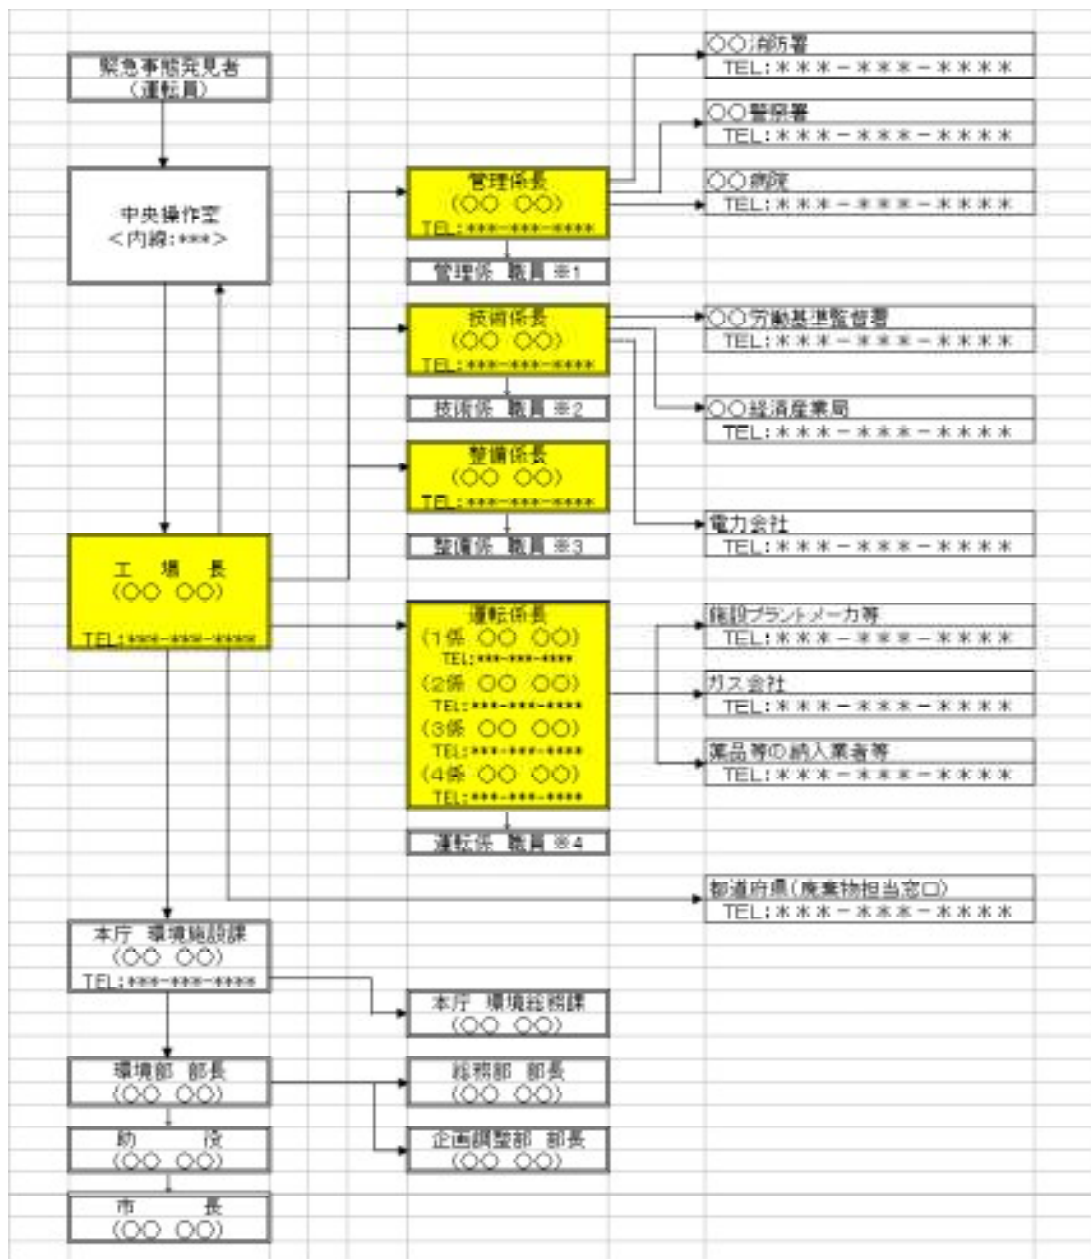 緊急事態発見者
(運転員)
中央操作室
<内線:***>
工 場 長
(○○ ○○)
TEL:***-***-****
本庁 環境施設課
(○○ ○○)
TEL:***-***-****
環境部 部長
(○○ ○○)
助 役
(○○ ○○)
市 長
(○○ ○○)
管理係長
(○○ ○○)
TEL:***-***-****
管理係 職員※1
技術係長
(○○ ○○)
TEL:***-***-****
技術係 職員※2
整備係長
(○○ ○○)
TEL:***-***-****
整備係 職員※3
運転係長
(1係 ○○ ○○)
TEL:***-***-****
(2係 ○○ ○○)
TEL:***-***-****
(3係 ○○ ○○)
TEL:***-***-****
(4係 ○○ ○○)
TEL:***-***-****
運転係 職員※4
本庁 環境総務課
(○○ ○○)
総務部 部長
(○○ ○○)
企画調整部 部長
(○○ ○○)
○○消防署
TEL:***-***-****
○○警察署
TEL:***-***-****
○○病院
TEL:***-***-****
○○労働基準監督署
TEL:***-***-****
○○経済産業局
TEL:***-***-****
電力会社
TEL:***-***-****
施設プラントメーカ等
TEL:***-***-****
ガス会社
TEL:***-***-****
薬品等の納入業者等
TEL:***-***-****
都道府県(廃棄物担当窓口)
TEL:***-***-****